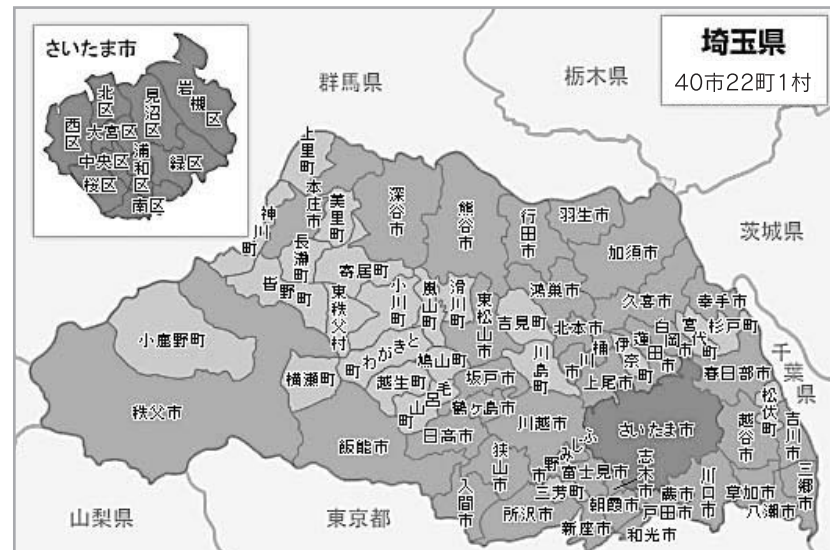 さいたま市
北区
見沼区
岩槻区
西区
大宮区
中央区
浦和区
緑区
桜区
南区
埼玉県
40市22町1村
群馬県
栃木県
茨城県
千葉県
山梨県
東京都
上里町
本庄市
美里町
神川町
深谷市
熊谷市
行田市
羽生市
加須市
長瀞町
皆野町
寄居町
東秩父村
小川町
嵐山町
滑川町
東松山市
吉見町
鴻巣市
北本市
久喜市
幸手市
小鹿野町
ときがわ町
鳩山町
川島町
桶川市
伊奈町
蓮田市
白岡市
宮代町
杉戸町
横瀬町
越生町
毛呂山町
坂戸市
上尾市
春日部市
秩父市
鶴ヶ島市
川越市
さいたま市
越谷市
松伏町
吉川市
飯能市
日高市
狭山市
ふじみ野市
富士見市
志木市
川口市
三郷市
入間市
所沢市
三芳町
朝霞市
蕨市
草加市
八潮市
戸田市
新座市
和光市